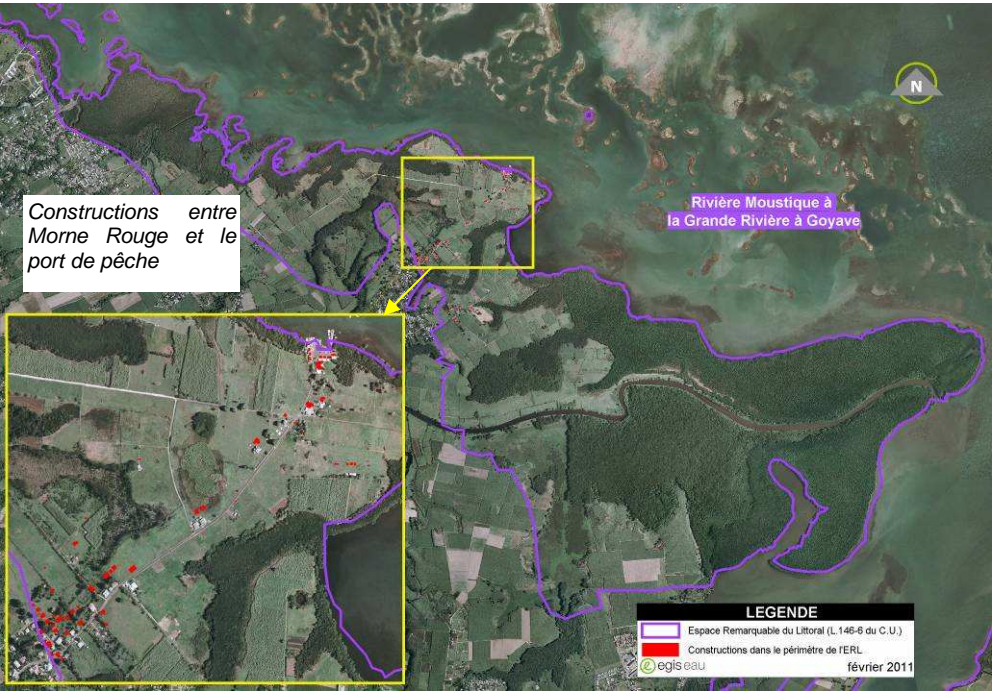 N
Constructions entre
Morne Rouge et le
port de pêche
Rivière Moustique à
la Grande Rivière à Goyave
LEGENDE
Espace Remarquable du Littoral (L.146-6 du C.U.)
Constructions dans le périmètre de l'ERL
egis eau
février 2011